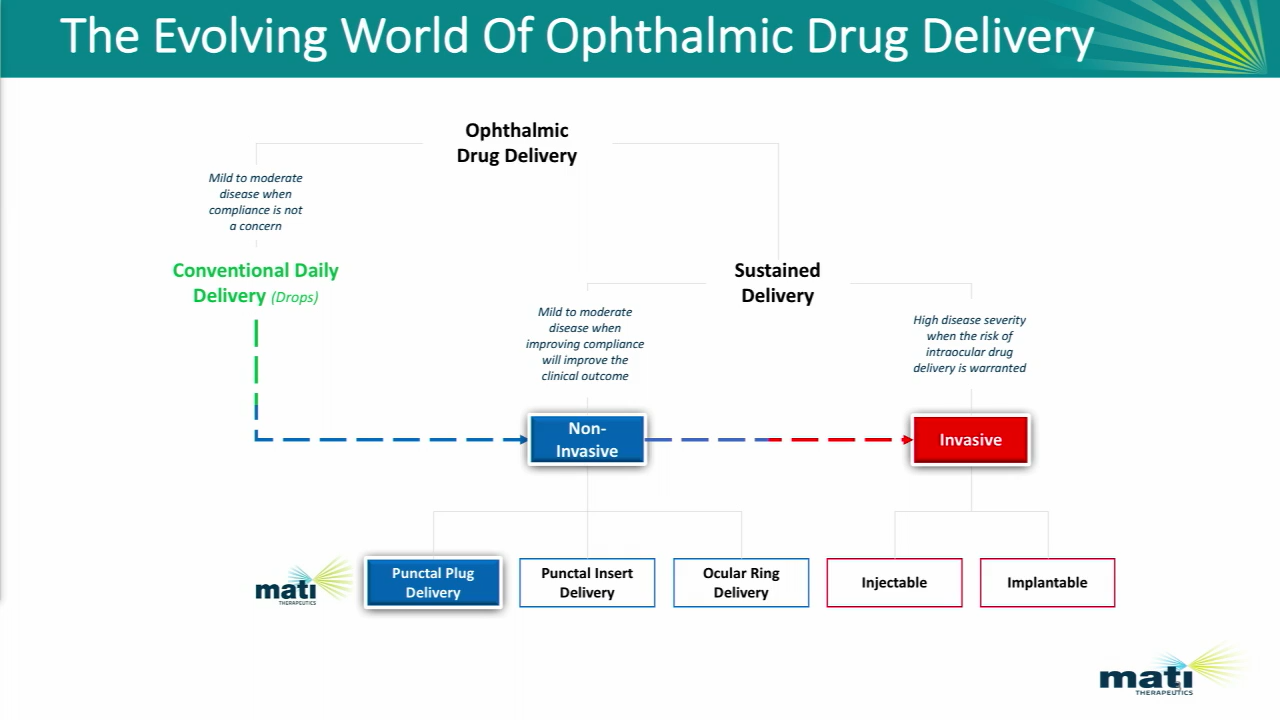 The Evolving World Of Ophthalmic Drug Delivery
Ophthalmic
Drug Delivery
Mild to moderate
disease when
compliance is not
a concern
Conventional Daily
Delivery (Drops)
Sustained
Delivery
Mild to moderate
disease when
improving compliance
will improve the
clinical outcome
High disease severity
when the risk of
intraocular drug
delivery is warranted
Non-
Invasive
Invasive
mati
THERAPEUTICS
Punctal Plug
Delivery
Punctal Insert
Delivery
Ocular Ring
Delivery
Injectable
Implantable
mati
THERAPEUTICS